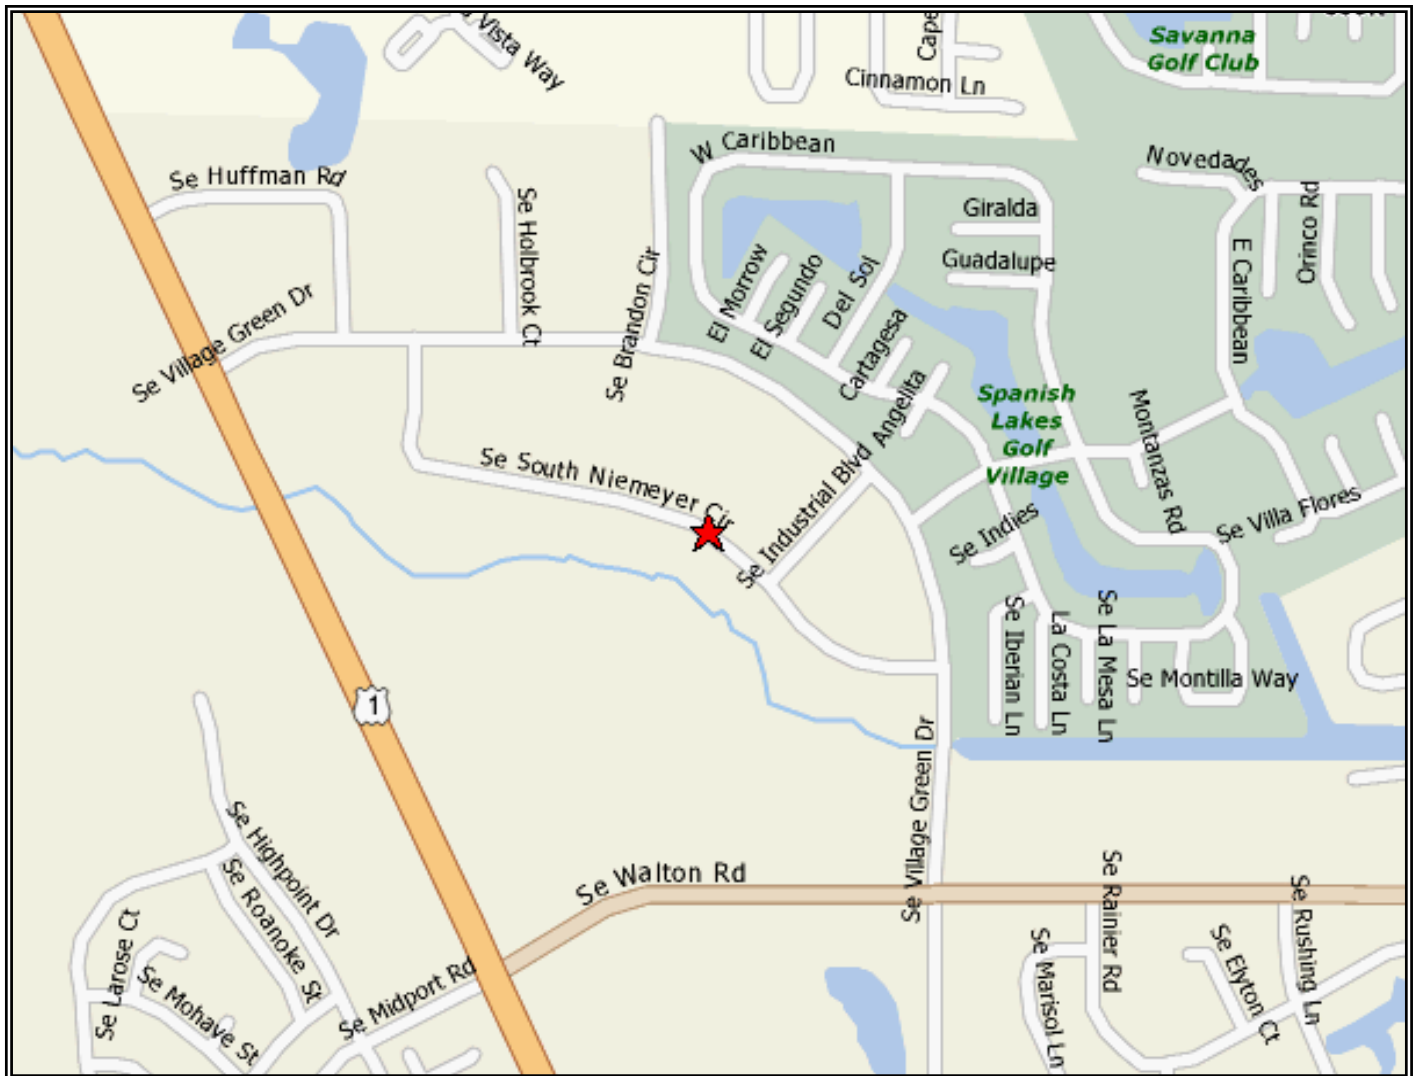 Vista Way
Cape
Cinnamon Ln
Savanna
Golf Club
Se Huffman Rd
Se Holbrook Ct
W Caribbean
Novedades
Orinco Rd
E Caribbean
Giralda
Guadalupe
Se Brandon Cir
El Morrow
El Segundo
Del Sol
Cartagesa
Angelita
Se Village Green Dr
Spanish
Lakes
Golf
Village
Montanzas Rd
Se South Niemeyer Cir
Se Industrial Blvd
Se Indies
Se Villa Flores
Se Iberian Ln
La Costa Ln
Se La Mesa Ln
Se Montilla Way
1
Se Village Green Dr
Se Highpoint Dr
Se Roanoke St
Se Walton Rd
Se Larose Ct
Se Mohave St
Se Midport Rd
Se Rainier Rd
Se Marisol Ln
Se Elyton Ct
Se Rushing Ln